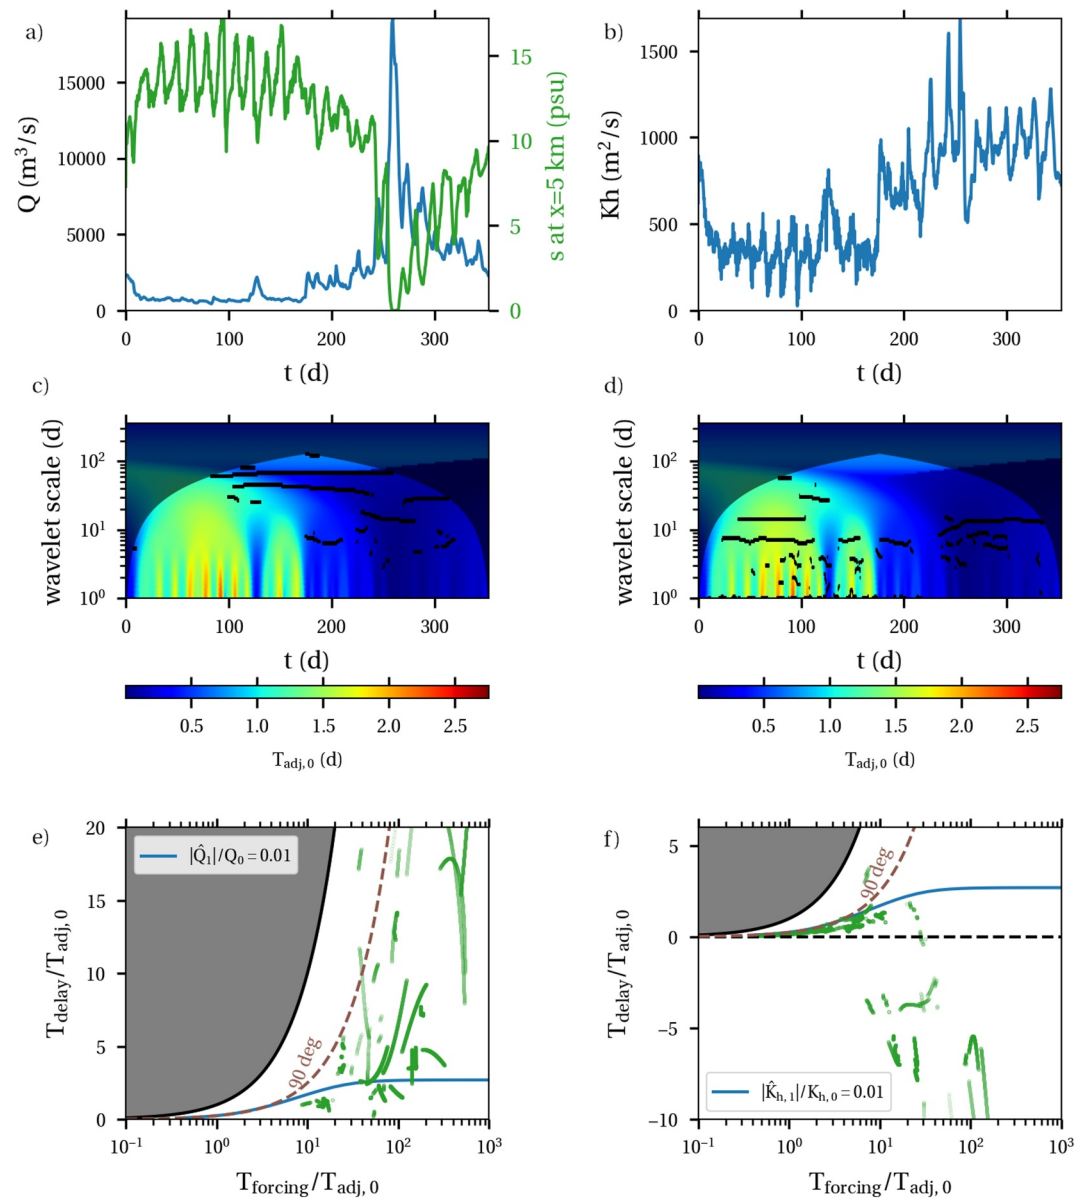 a)
Q (m³/s)
15000
10000
5000
0
15
10
5
0
s at x=5 km (psu)
0 100 200 300
t (d)
b)
Kh (m²/s)
1500
1000
500
0
0 100 200 300
t (d)
c)
wavelet scale (d)
10²
10¹
10⁰
0 100 200 300
t (d)
0.5 1.0 1.5 2.0 2.5
T_adj, 0 (d)
d)
wavelet scale (d)
10²
10¹
10⁰
0 100 200 300
t (d)
0.5 1.0 1.5 2.0 2.5
T_adj, 0 (d)
e)
T_delay/T_adj, 0
20
15
10
5
0
|Q̂₁|/Q₀ = 0.01
90 deg
10⁻¹ 10⁰ 10¹ 10² 10³
T_forcing/T_adj, 0
f)
T_delay/T_adj, 0
5
0
−5
−10
90 deg
|K̂_h, 1|/K_h, 0 = 0.01
10⁻¹ 10⁰ 10¹ 10² 10³
T_forcing/T_adj, 0